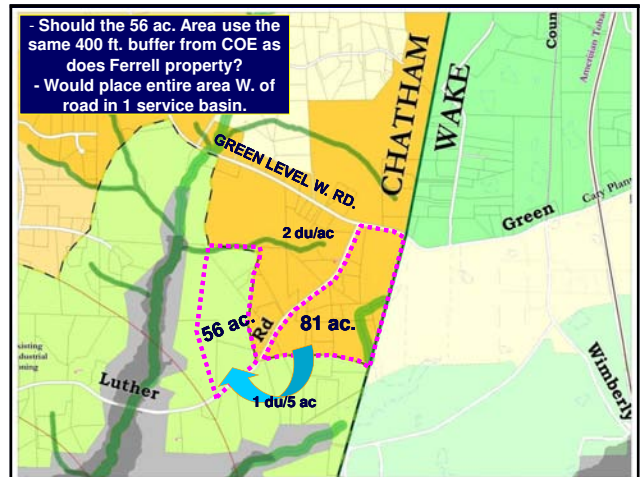 - Should the 56 ac. Area use the
same 400 ft. buffer from COE as
does Ferrell property?
- Would place entire area W. of
road in 1 service basin.
CHATHAM
WAKE
GREEN LEVEL W. RD.
Green
2 du/ac
56 ac.
Rd
81 ac.
Luther
1 du/5 ac
Wimberly